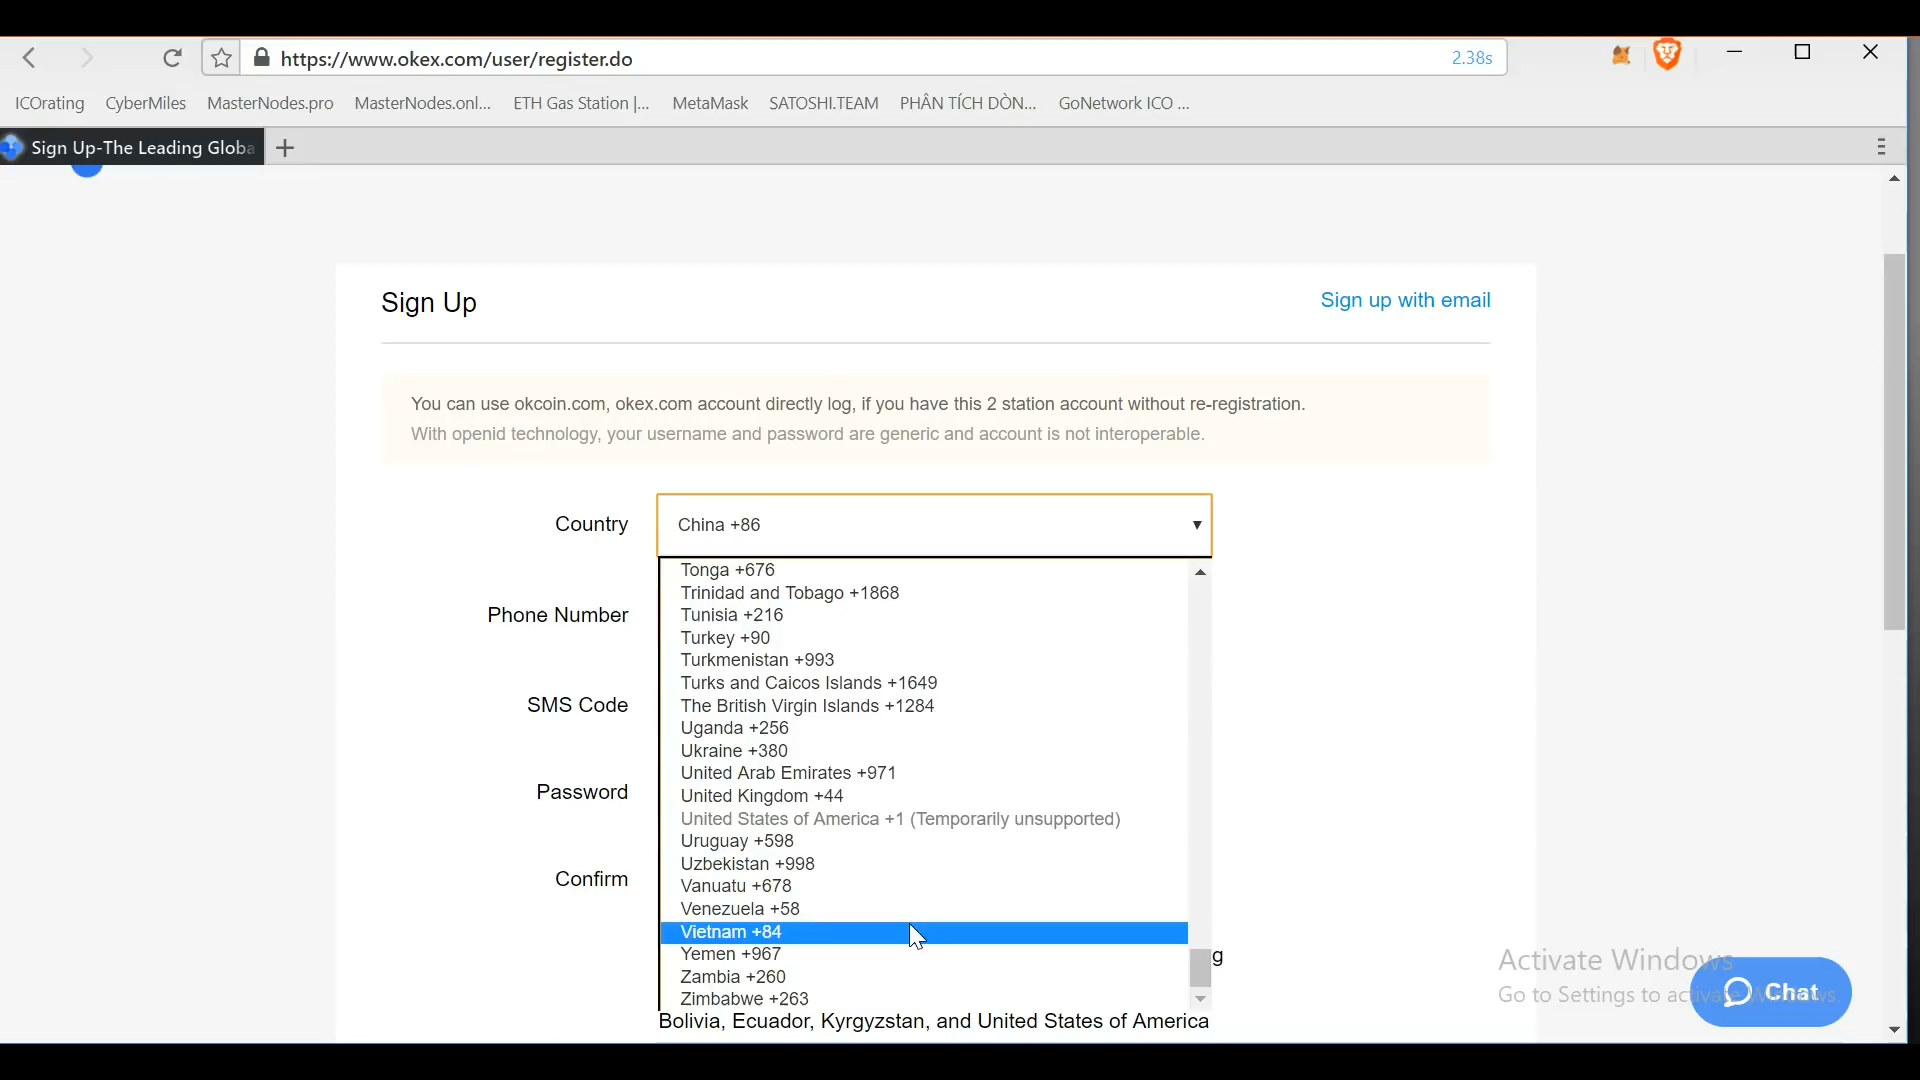 https://www.okex.com/user/register.do
2.38s
ICOrating CyberMiles MasterNodes.pro MasterNodes.onl... ETH Gas Station |... MetaMask SATOSHI.TEAM PHÂN TÍCH DÒN... GoNetwork ICO ...
Sign Up-The Leading Globa
Sign Up
Sign up with email
You can use okcoin.com, okex.com account directly log, if you have this 2 station account without re-registration.
With openid technology, your username and password are generic and account is not interoperable.
Country
China +86
Phone Number
SMS Code
Password
Confirm
Tonga +676
Trinidad and Tobago +1868
Tunisia +216
Turkey +90
Turkmenistan +993
Turks and Caicos Islands +1649
The British Virgin Islands +1284
Uganda +256
Ukraine +380
United Arab Emirates +971
United Kingdom +44
United States of America +1 (Temporarily unsupported)
Uruguay +598
Uzbekistan +998
Vanuatu +678
Venezuela +58
Vietnam +84
Yemen +967
Zambia +260
Zimbabwe +263
g
Bolivia, Ecuador, Kyrgyzstan, and United States of America
Activate Windows
Go to Settings to activate Windows.
Chat